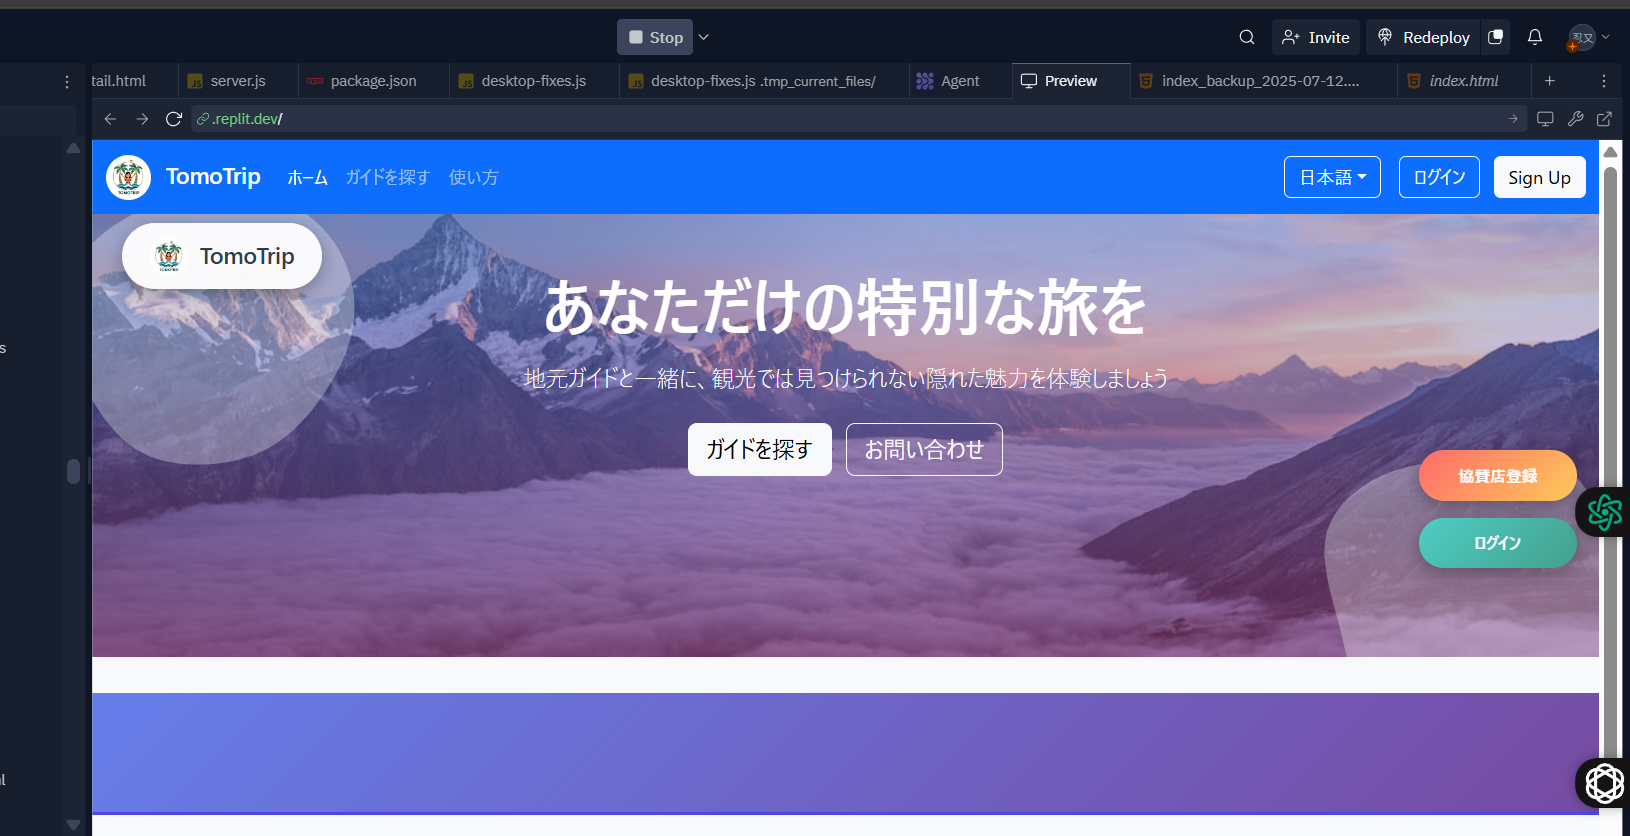 Stop
Invite
Redeploy
tail.html
server.js
package.json
desktop-fixes.js
desktop-fixes.js .tmp_current_files/
Agent
Preview
index_backup_2025-07-12....
index.html
.replit.dev/
TomoTrip
ホーム
ガイドを探す
使い方
日本語
ログイン
Sign Up
TomoTrip
あなただけの特別な旅を
地元ガイドと一緒に、観光では見つけられない隠れた魅力を体験しましょう
ガイドを探す
お問い合わせ
協賛店登録
ログイン
s